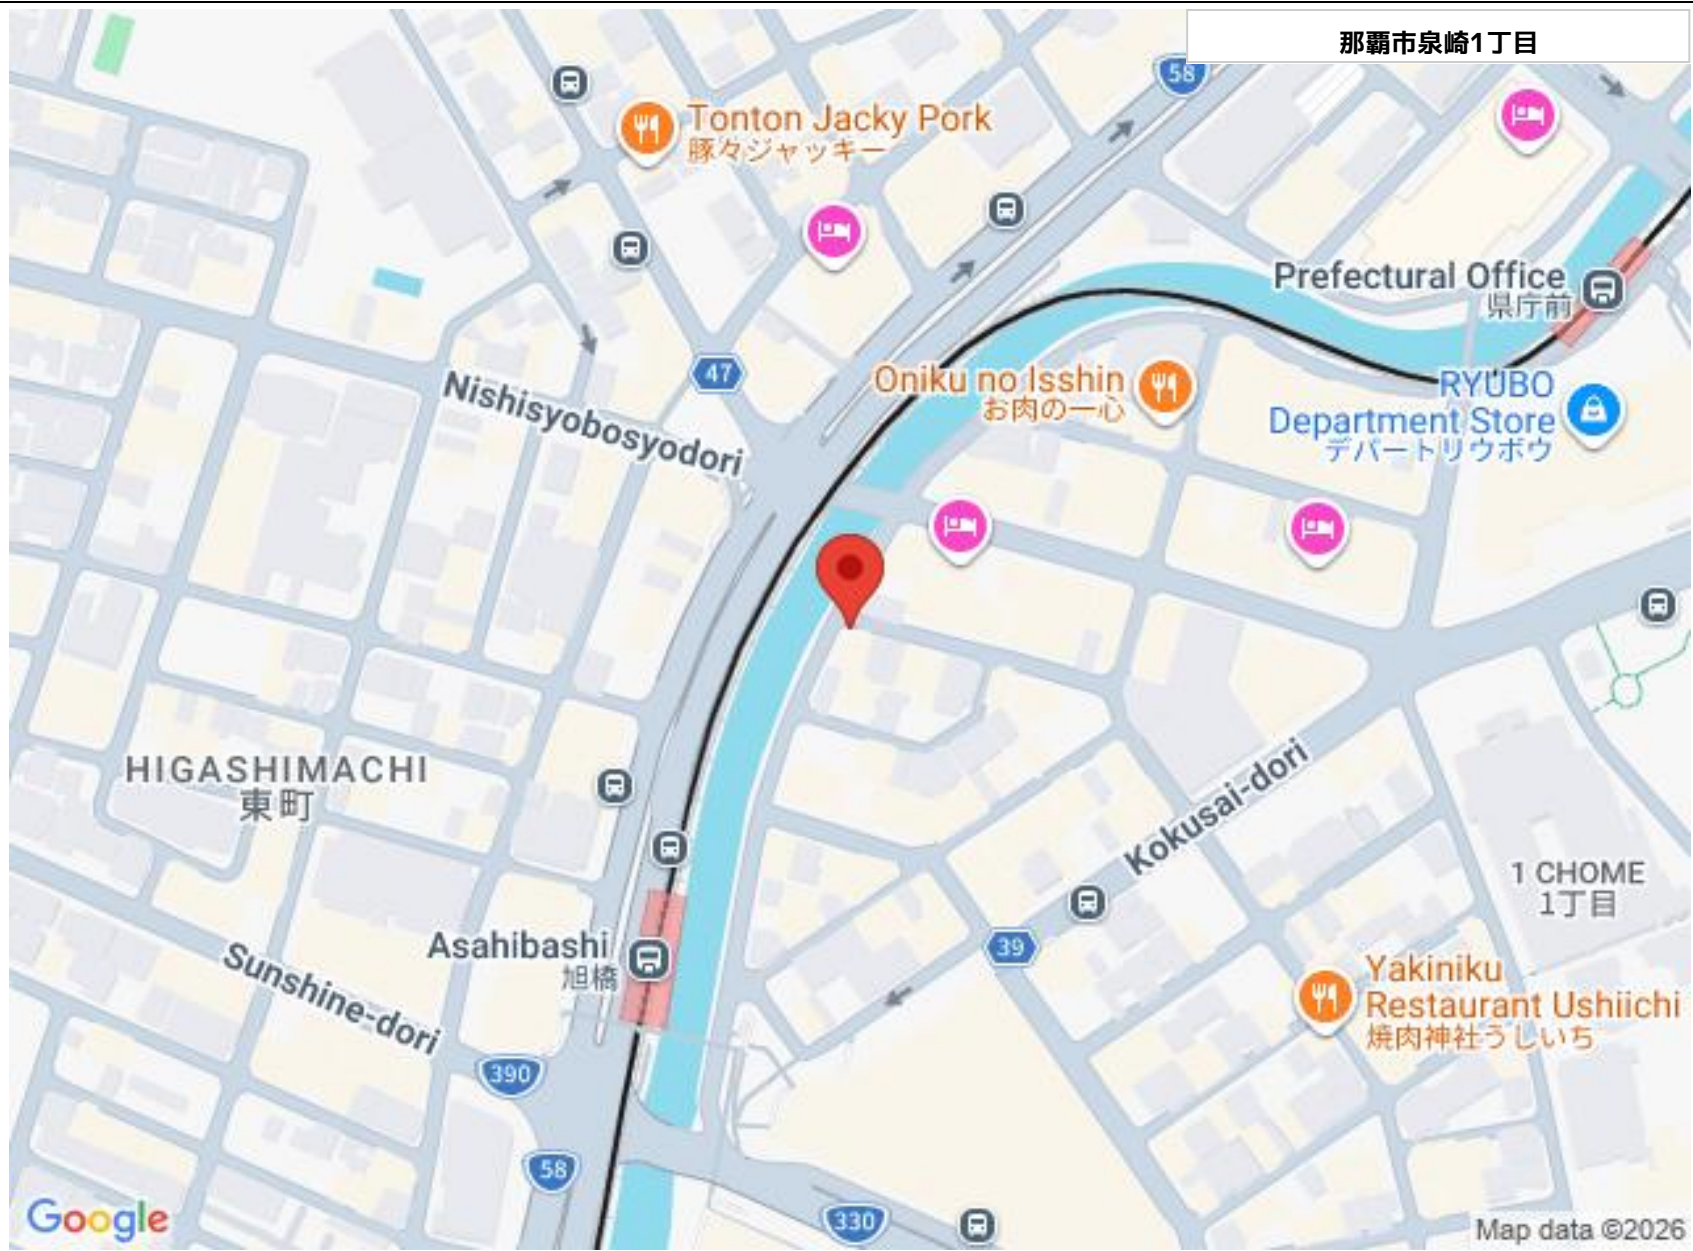 那覇市泉崎1丁目
58
Tonton Jacky Pork
豚々ジャッキー
Prefectural Office
県庁前
47
Oniku no Isshin
お肉の一心
RYUBO
Department Store
デパートリウボウ
Nishisyobosyodori
HIGASHIMACHI
東町
Kokusai-dori
1 CHOME
1丁目
Asahibashi
旭橋
39
Yakiniku
Restaurant Ushiichi
焼肉神社うしいち
Sunshine-dori
390
58
330
Google
Map data ©2026